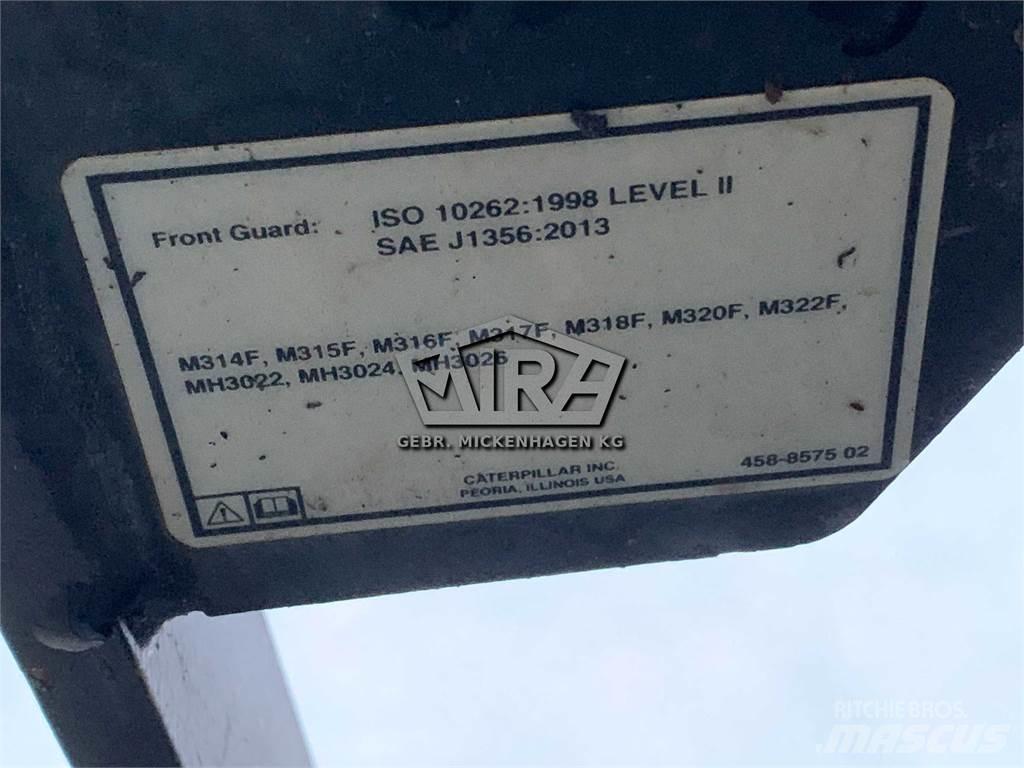 Front Guard: ISO 10262:1998 LEVEL II
SAE J1356:2013
M314F, M315F, M316F, M317F, M318F, M320F, M322F,
MH3022, MH3024, MH3026
MIRA
GEBR. MICKENHAGEN KG
CATERPILLAR INC.
PEORIA, ILLINOIS USA
458-8575 02
RITCHIE BROS.
MASCUS